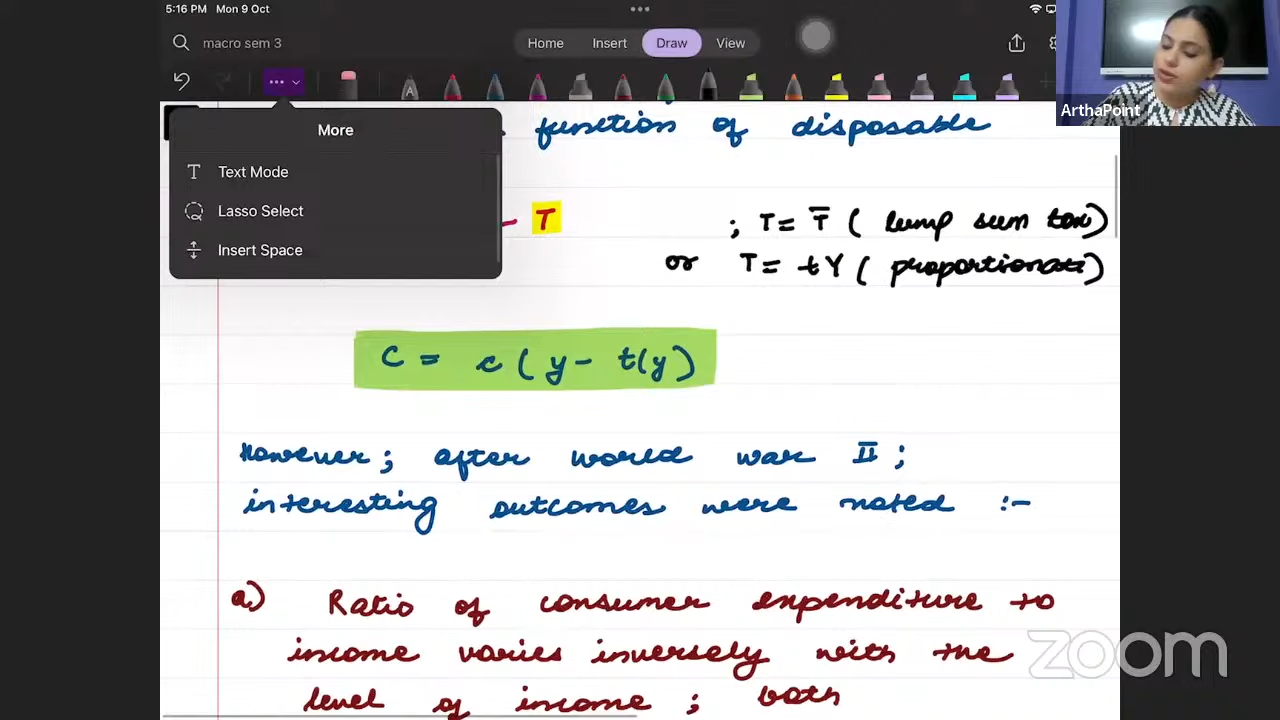 5:16 PM Mon 9 Oct
macro sem 3
Home Insert Draw View
A
ArthaPoint
More
Text Mode
Lasso Select
Insert Space
function of disposable
- T ; T = T̅ ( lump sum tax)
or T = tY ( proportionate)
C = c ( y - t(y)
However ; after world war II ;
interesting outcomes were noted :-
a.) Ratio of consumer expenditure to
income varies inversely with the
level of income ; both
zoom